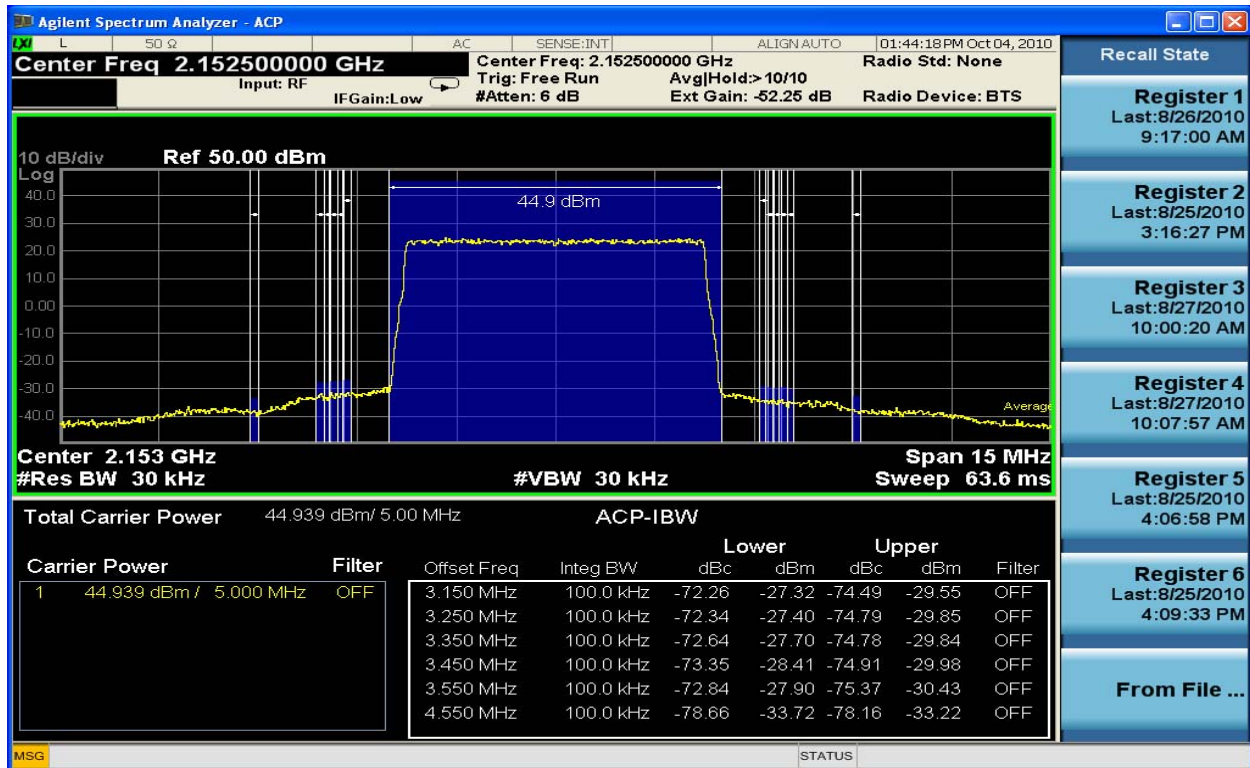 Agilent Spectrum Analyzer - ACP
LXI L 50 Ω AC SENSE:INT ALIGN AUTO 01:44:18 PM Oct 04, 2010
Center Freq 2.152500000 GHz
Input: RF
IFGain:Low
Center Freq: 2.152500000 GHz
Trig: Free Run Avg|Hold:> 10/10
#Atten: 6 dB Ext Gain: -52.25 dB
Radio Std: None
Radio Device: BTS
10 dB/div Ref 50.00 dBm
Log
40.0
30.0
20.0
10.0
0.00
-10.0
-20.0
-30.0
-40.0
44.9 dBm
Average
Center 2.153 GHz Span 15 MHz
#Res BW 30 kHz #VBW 30 kHz Sweep 63.6 ms
Total Carrier Power 44.939 dBm/ 5.00 MHz ACP-IBW
Lower Upper
Carrier Power Filter
1 44.939 dBm / 5.000 MHz OFF
Offset Freq Integ BW dBc dBm dBc dBm Filter
3.150 MHz 100.0 kHz -72.26 -27.32 -74.49 -29.55 OFF
3.250 MHz 100.0 kHz -72.34 -27.40 -74.79 -29.85 OFF
3.350 MHz 100.0 kHz -72.64 -27.70 -74.78 -29.84 OFF
3.450 MHz 100.0 kHz -73.35 -28.41 -74.91 -29.98 OFF
3.550 MHz 100.0 kHz -72.84 -27.90 -75.37 -30.43 OFF
4.550 MHz 100.0 kHz -78.66 -33.72 -78.16 -33.22 OFF
Recall State
Register 1
Last:8/26/2010
9:17:00 AM
Register 2
Last:8/25/2010
3:16:27 PM
Register 3
Last:8/27/2010
10:00:20 AM
Register 4
Last:8/27/2010
10:07:57 AM
Register 5
Last:8/25/2010
4:06:58 PM
Register 6
Last:8/25/2010
4:09:33 PM
From File ...
MSG STATUS